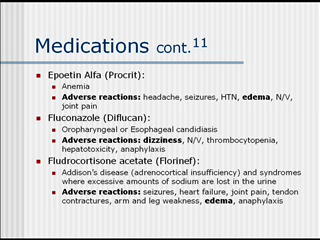 Medications cont.11
Epoetin Alfa (Procrit):
Anemia
Adverse reactions: headache, seizures, HTN, edema, N/V,
joint pain
Fluconazole (Diflucan):
Oropharyngeal or Esophageal candidiasis
Adverse reactions: dizziness, N/V, thrombocytopenia,
hepatotoxicity, anaphylaxis
Fludrocortisone acetate (Florinef):
Addison's disease (adrenocortical insufficiency) and syndromes
where excessive amounts of sodium are lost in the urine
Adverse reactions: seizures, heart failure, joint pain, tendon
contractures, arm and leg weakness, edema, anaphylaxis